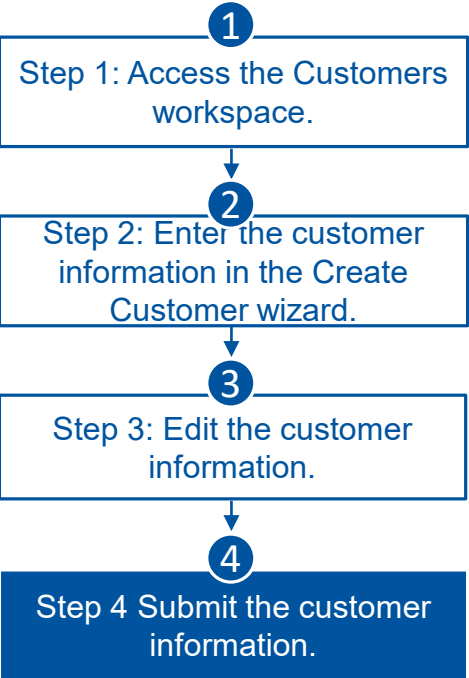 1
Step 1: Access the Customers
workspace.
2
Step 2: Enter the customer
information in the Create
Customer wizard.
3
Step 3: Edit the customer
information.
4
Step 4 Submit the customer
information.